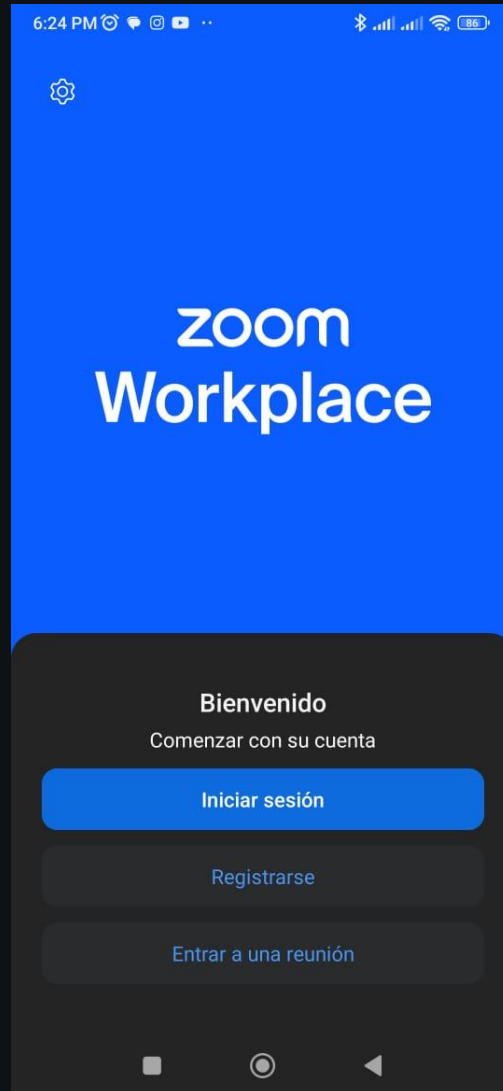 6:24 PM
86
zoom
Workplace
Bienvenido
Comenzar con su cuenta
Iniciar sesión
Registrarse
Entrar a una reunión